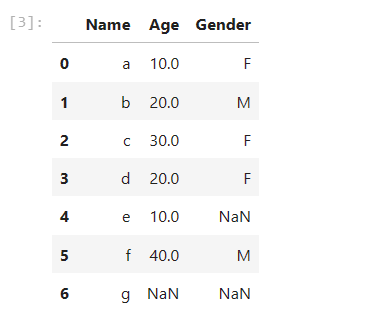 [3]:
Name Age Gender
0 a 10.0 F
1 b 20.0 M
2 c 30.0 F
3 d 20.0 F
4 e 10.0 NaN
5 f 40.0 M
6 g NaN NaN